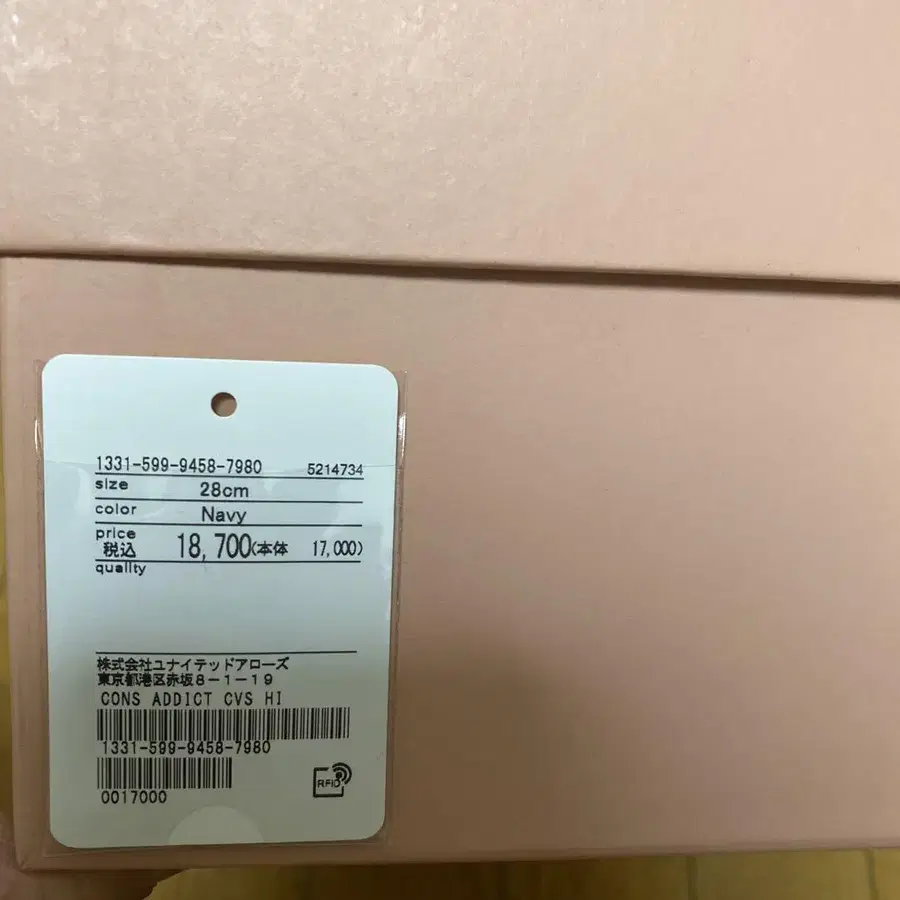 1331-599-9458-7980 5214734
size 28cm
color Navy
price
税込 18,700(本体 17,000)
quality
株式会社ユナイテッドアローズ
東京都港区赤坂8-1-19
CONS ADDICT CVS HI
1331-599-9458-7980
0017000
RFID